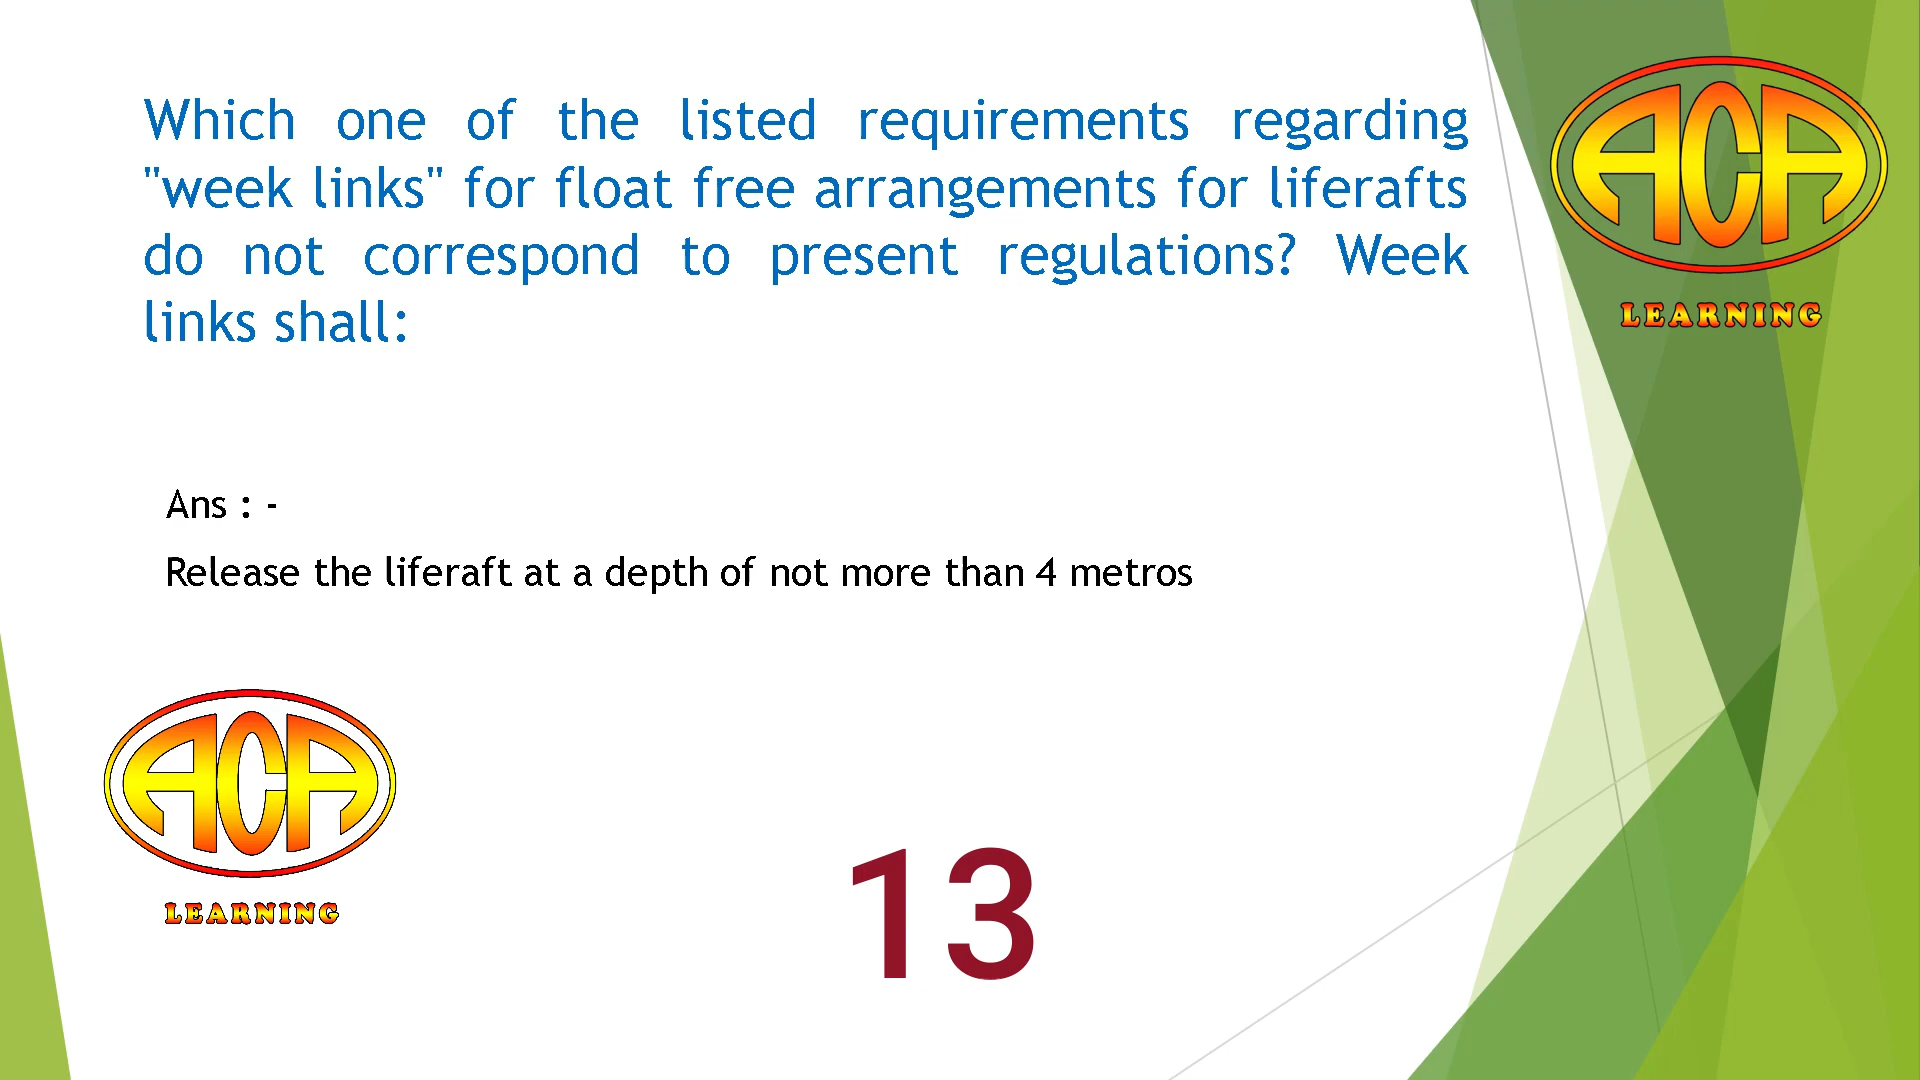 Which one of the listed requirements regarding
"week links" for float free arrangements for liferafts
do not correspond to present regulations? Week
links shall:
ACA
LEARNING
Ans : -
Release the liferaft at a depth of not more than 4 metros
ACA
LEARNING
13